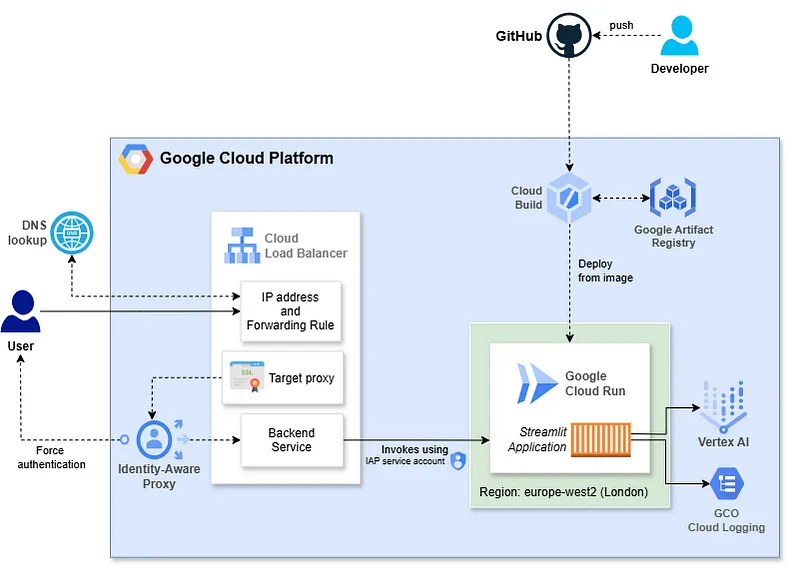 GitHub
push
Developer
Google Cloud Platform
Cloud
Build
Google Artifact
Registry
DNS
lookup
DNS
Cloud
Load Balancer
Deploy
from image
IP address
and
Forwarding Rule
User
SSL
Target proxy
Google
Cloud Run
Streamlit
Application
Vertex AI
Backend
Service
Invokes using
IAP service account
Force
authentication
Identity-Aware
Proxy
Region: europe-west2 (London)
GCO
Cloud Logging